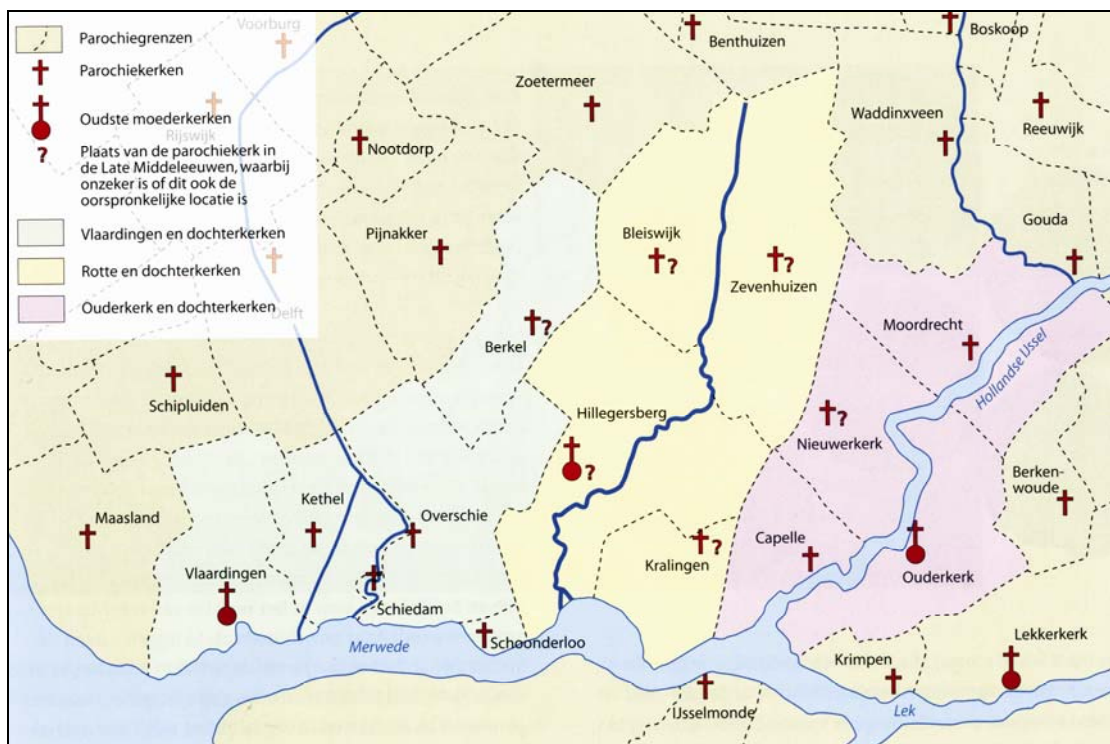 Parochiegrenzen
Parochiekerken
Oudste moederkerken
Plaats van de parochiekerk in
de Late Middeleeuwen, waarbij
onzeker is of dit ook de
oorspronkelijke locatie is
Vlaardingen en dochterkerken
Rotte en dochterkerken
Ouderkerk en dochterkerken
Voorburg
Rijswijk
Delft
Benthuizen
Boskoop
Zoetermeer
Waddinxveen
Reeuwijk
Nootdorp
Gouda
Pijnakker
Bleiswijk
?
?
Zevenhuizen
Moordrecht
?
Berkel
Hollandse IJssel
Schipluiden
Hillegersberg
?
Nieuwerkerk
?
Berken-
woude
Kethel
Overschie
Maasland
Capelle
?
Vlaardingen
Kralingen
Ouderkerk
Schiedam
Merwede
Schoonderloo
Krimpen
Lekkerkerk
IJsselmonde
Lek